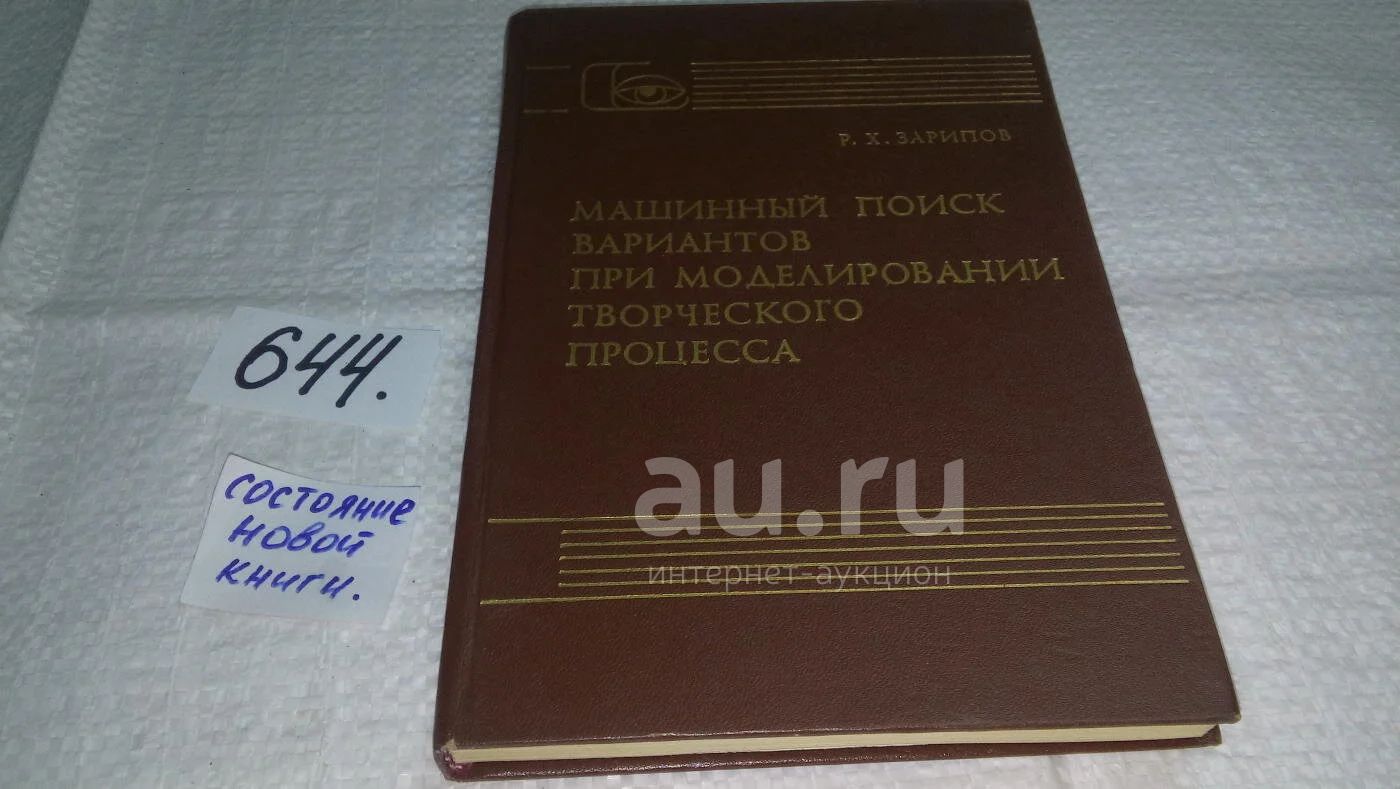 Р. Х. ЗАРИПОВ
МАШИННЫЙ ПОИСК
ВАРИАНТОВ
ПРИ МОДЕЛИРОВАНИИ
ТВОРЧЕСКОГО
ПРОЦЕССА
644.
СОСТОЯНИЕ
НОВОЙ
КНИГИ.
au.ru
интернет-аукцион